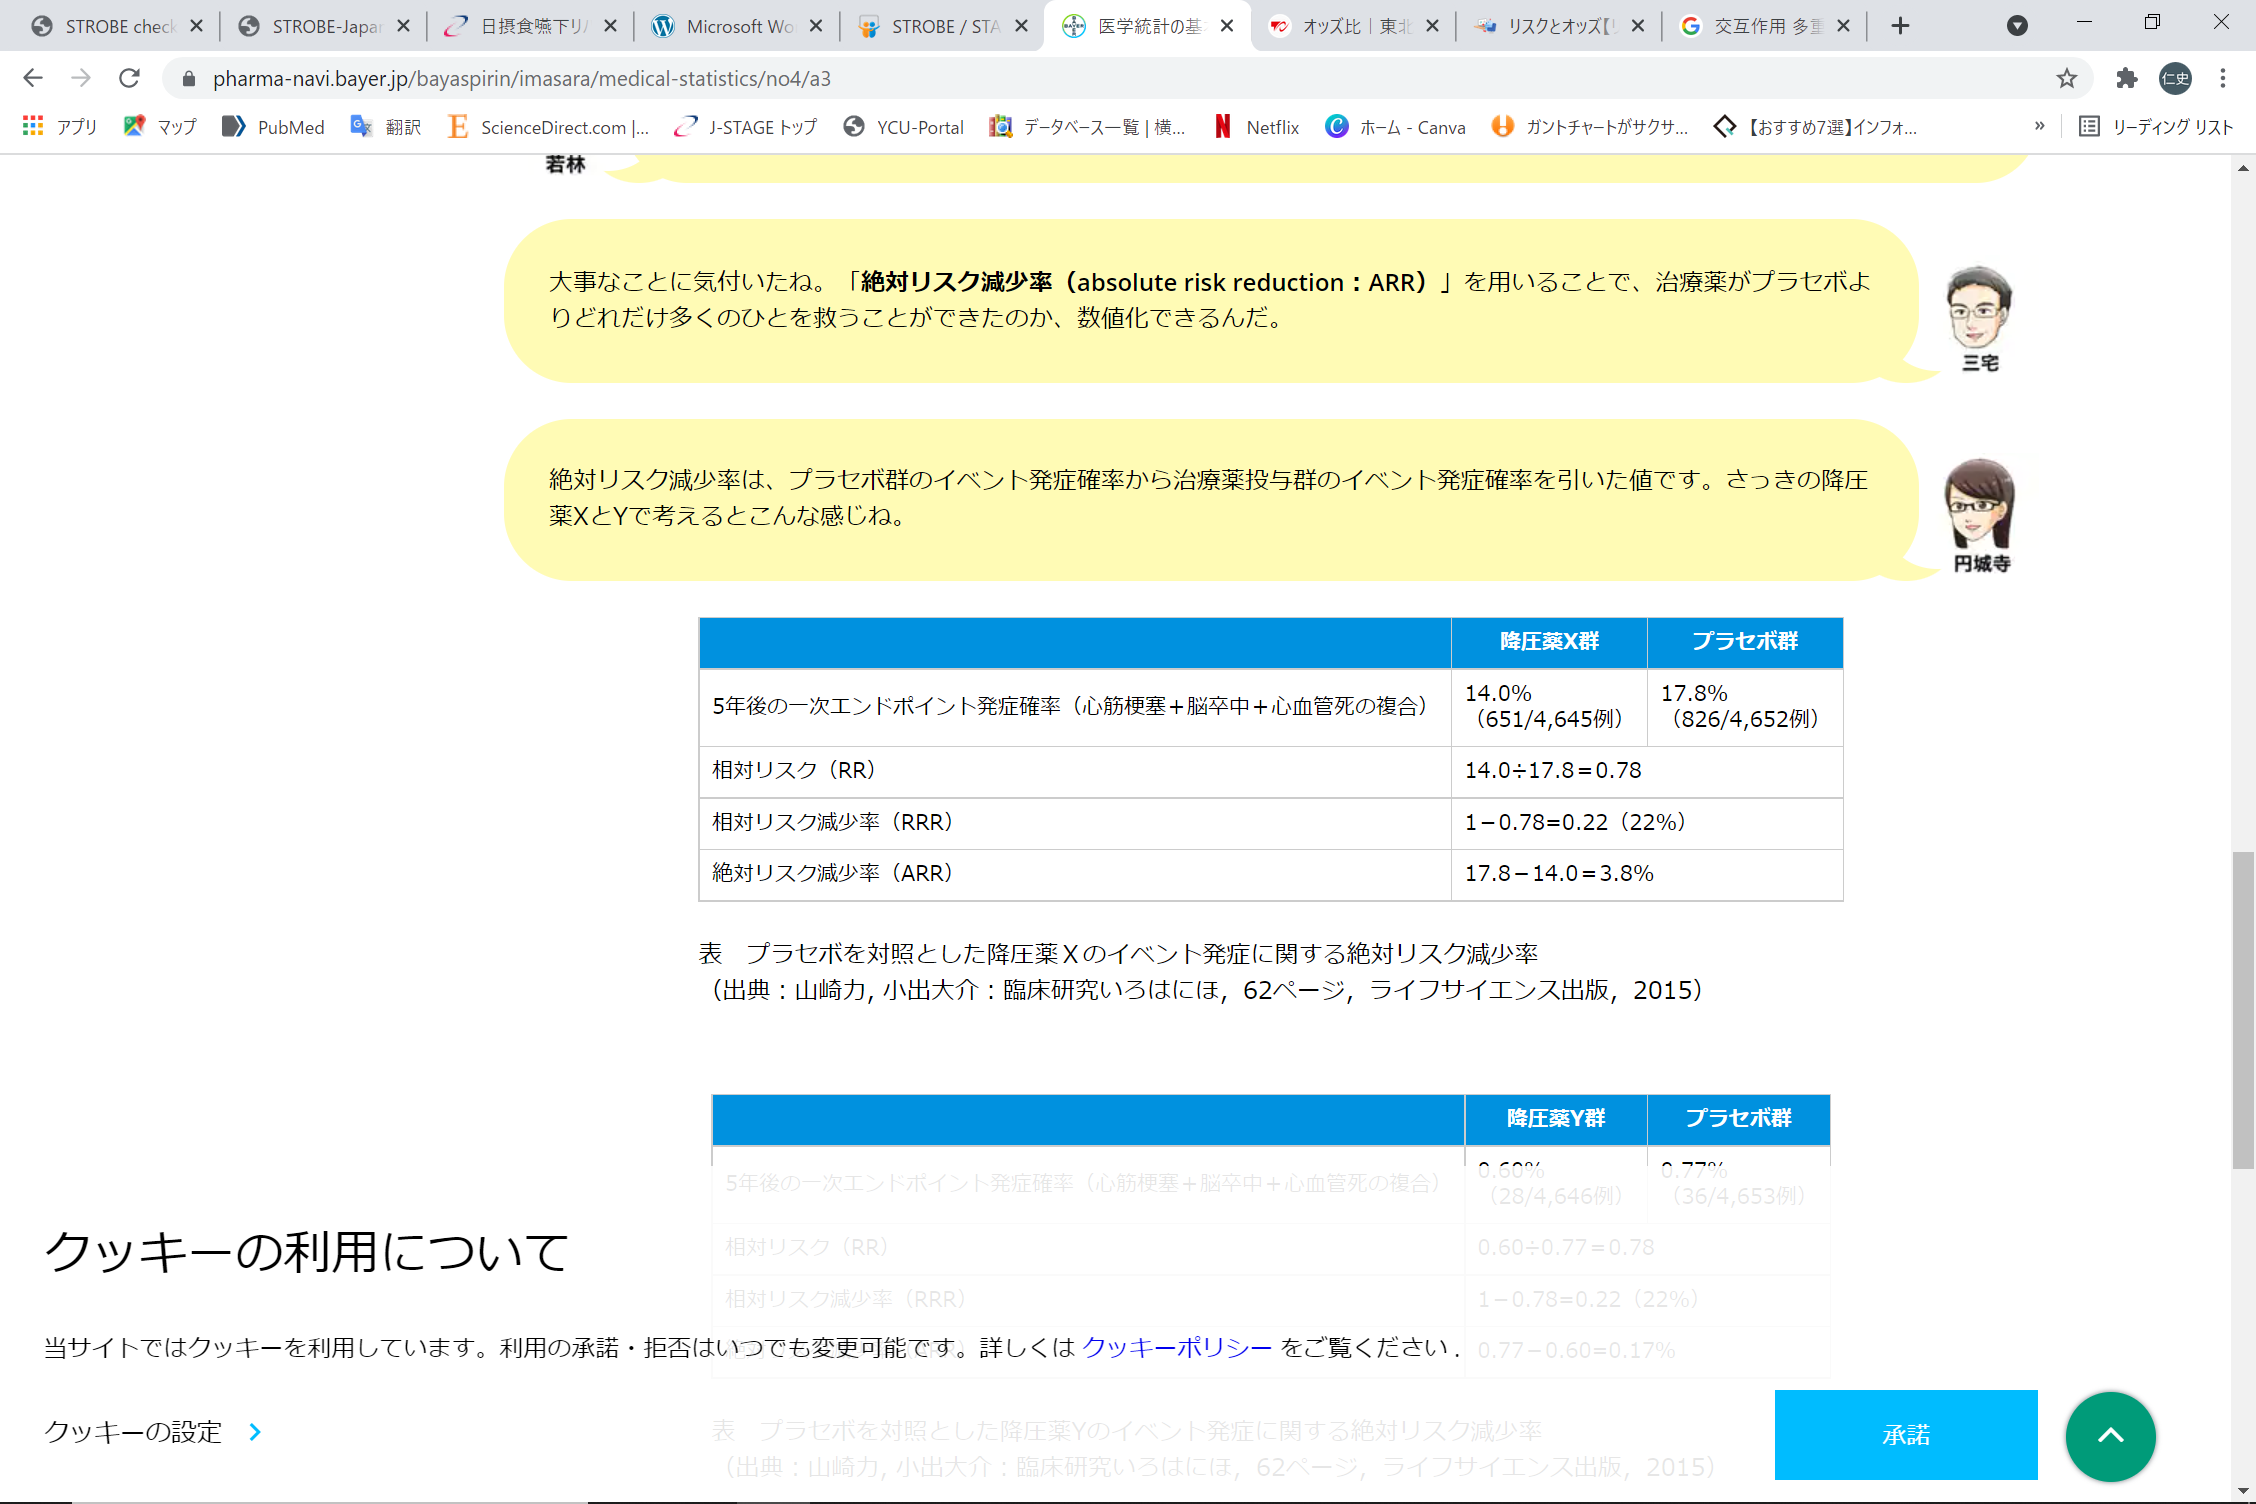 STROBE check
STROBE-Japan
日摂食嚥下リハ
Microsoft Wo
STROBE / STA
医学統計の基
オッズ比｜東北
リスクとオッズ【リ
交互作用 多重
pharma-navi.bayer.jp/bayaspirin/imasara/medical-statistics/no4/a3
仁史
アプリ
マップ
PubMed
翻訳
ScienceDirect.com |...
J-STAGE トップ
YCU-Portal
データベース一覧 | 横...
Netflix
ホーム - Canva
ガントチャートがサクサ...
【おすすめ7選】インフォ...
»
リーディング リスト
若林
大事なことに気付いたね。「絶対リスク減少率（absolute risk reduction：ARR）」を用いることで、治療薬がプラセボよ
りどれだけ多くのひとを救うことができたのか、数値化できるんだ。
三宅
絶対リスク減少率は、プラセボ群のイベント発症確率から治療薬投与群のイベント発症確率を引いた値です。さっきの降圧
薬XとYで考えるとこんな感じね。
円城寺
降圧薬X群 プラセボ群
5年後の一次エンドポイント発症確率（心筋梗塞＋脳卒中＋心血管死の複合） 14.0% 17.8%
（651/4,645例） （826/4,652例）
相対リスク（RR） 14.0÷17.8＝0.78
相対リスク減少率（RRR） 1－0.78=0.22（22%）
絶対リスク減少率（ARR） 17.8－14.0＝3.8%
表　プラセボを対照とした降圧薬Ｘのイベント発症に関する絶対リスク減少率
（出典：山崎力, 小出大介：臨床研究いろはにほ，62ページ，ライフサイエンス出版，2015）
降圧薬Y群 プラセボ群
5年後の一次エンドポイント発症確率（心筋梗塞＋脳卒中＋心血管死の複合） 0.60% 0.77%
（28/4,646例） （36/4,653例）
相対リスク（RR） 0.60÷0.77＝0.78
相対リスク減少率（RRR） 1－0.78=0.22（22%）
0.77－0.60=0.17%
表　プラセボを対照とした降圧薬Yのイベント発症に関する絶対リスク減少率
（出典：山崎力, 小出大介：臨床研究いろはにほ，62ページ，ライフサイエンス出版，2015）
クッキーの利用について
当サイトではクッキーを利用しています。利用の承諾・拒否はいつでも変更可能です。詳しくは クッキーポリシー をご覧ください .
クッキーの設定
承諾